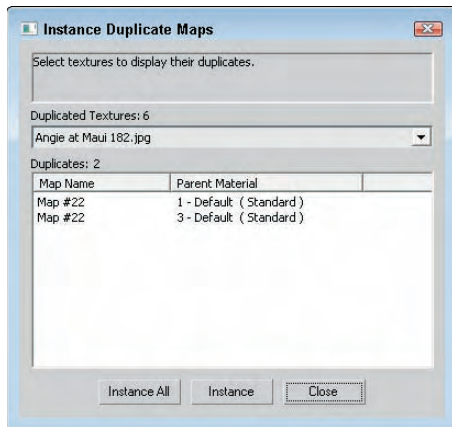 Instance Duplicate Maps
Select textures to display their duplicates.
Duplicated Textures: 6
Angie at Maui 182.jpg
Duplicates: 2
Map Name Parent Material
Map #22 1 - Default ( Standard )
Map #22 3 - Default ( Standard )
Instance All Instance Close